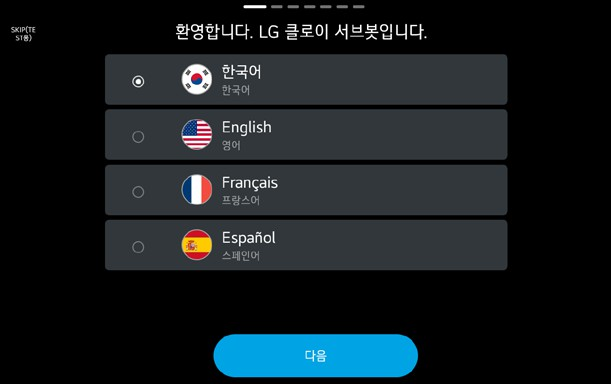 환영합니다. LG 클로이 서브봇입니다.
SKIP(TE
ST용)
한국어
한국어
English
영어
Français
프랑스어
Español
스페인어
다음